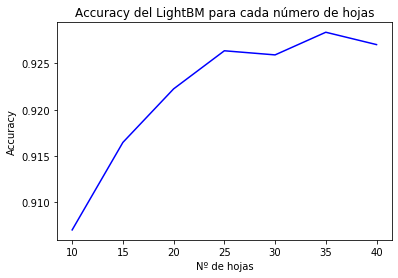 Accuracy del LightBM para cada número de hojas
Accuracy
0.925
0.920
0.915
0.910
10 15 20 25 30 35 40
Nº de hojas